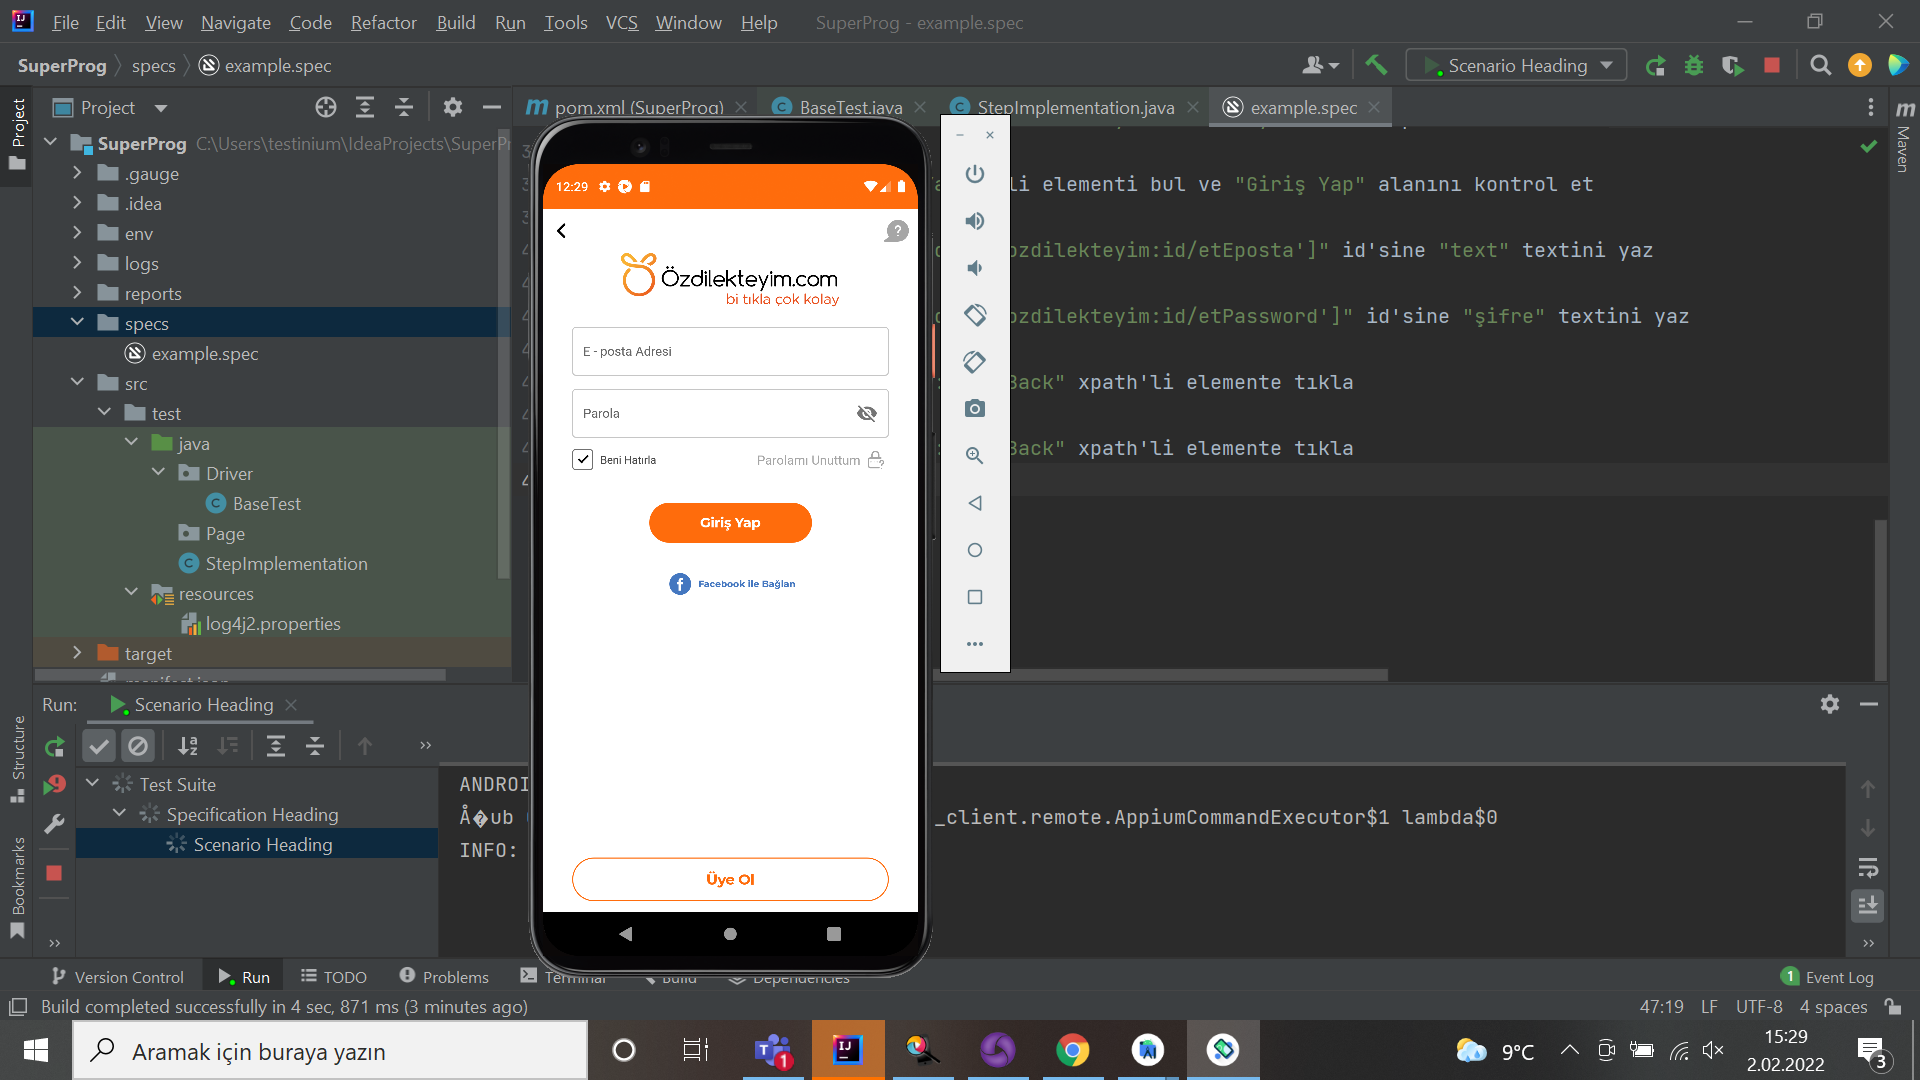 File Edit View Navigate Code Refactor Build Run Tools VCS Window Help SuperProg - example.spec
SuperProg specs example.spec
Scenario Heading
Project
pom.xml (SuperProg)
BaseTest.java
StepImplementation.java
example.spec
Project
Maven
SuperProg C:\Users\testinium\IdeaProjects\SuperPr
.gauge
.idea
env
logs
reports
specs
example.spec
src
test
java
Driver
BaseTest
Page
StepImplementation
resources
log4j2.properties
target
li elementi bul ve "Giriş Yap" alanını kontrol et
ozdilekteyim:id/etEposta']" id'sine "text" textini yaz
ozdilekteyim:id/etPassword']" id'sine "şifre" textini yaz
Back" xpath'li elemente tıkla
Back" xpath'li elemente tıkla
12:29
?
Özdilekteyim.com
bi tıkla çok kolay
E - posta Adresi
Parola
Beni Hatırla
Parolamı Unuttum
Giriş Yap
Facebook ile Bağlan
Üye Ol
Run: Scenario Heading
Structure
Bookmarks
Test Suite
Specification Heading
Scenario Heading
ANDROI
Å�ub
_client.remote.AppiumCommandExecutor$1 lambda$0
INFO:
Version Control Run TODO Problems Terminal Build Dependencies 1 Event Log
Build completed successfully in 4 sec, 871 ms (3 minutes ago)
47:19 LF UTF-8 4 spaces
Aramak için buraya yazın
1
9°C
15:29
2.02.2022
3